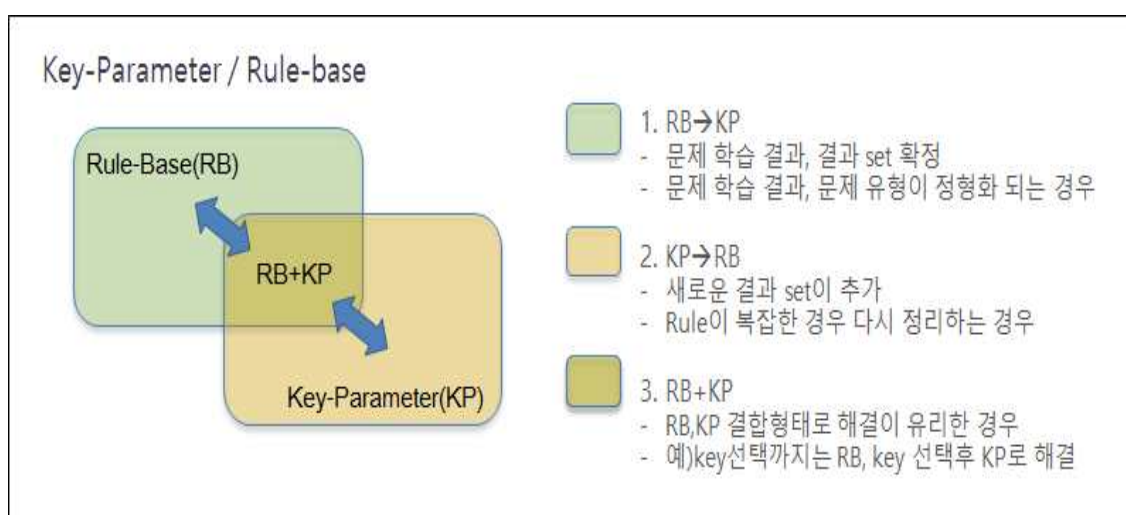 Key-Parameter / Rule-base
Rule-Base(RB)
RB+KP
Key-Parameter(KP)
1. RB→KP
- 문제 학습 결과, 결과 set 확정
- 문제 학습 결과, 문제 유형이 정형화 되는 경우
2. KP→RB
- 새로운 결과 set이 추가
- Rule이 복잡한 경우 다시 정리하는 경우
3. RB+KP
- RB,KP 결합형태로 해결이 유리한 경우
- 예)key선택까지는 RB, key 선택후 KP로 해결